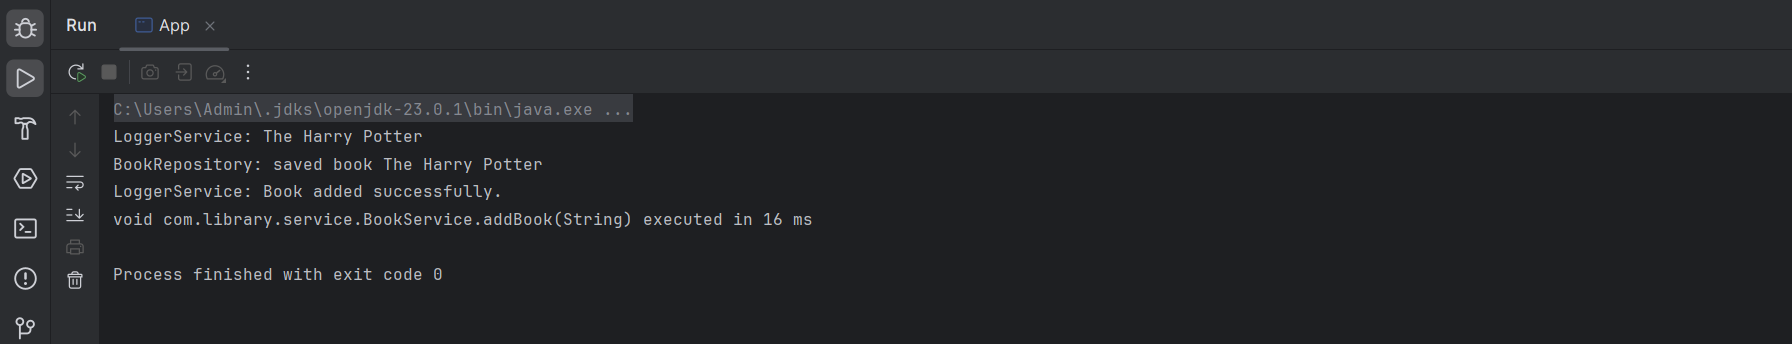 Run App
C:\Users\Admin\.jdks\openjdk-23.0.1\bin\java.exe ...
LoggerService: The Harry Potter
BookRepository: saved book The Harry Potter
LoggerService: Book added successfully.
void com.library.service.BookService.addBook(String) executed in 16 ms
Process finished with exit code 0